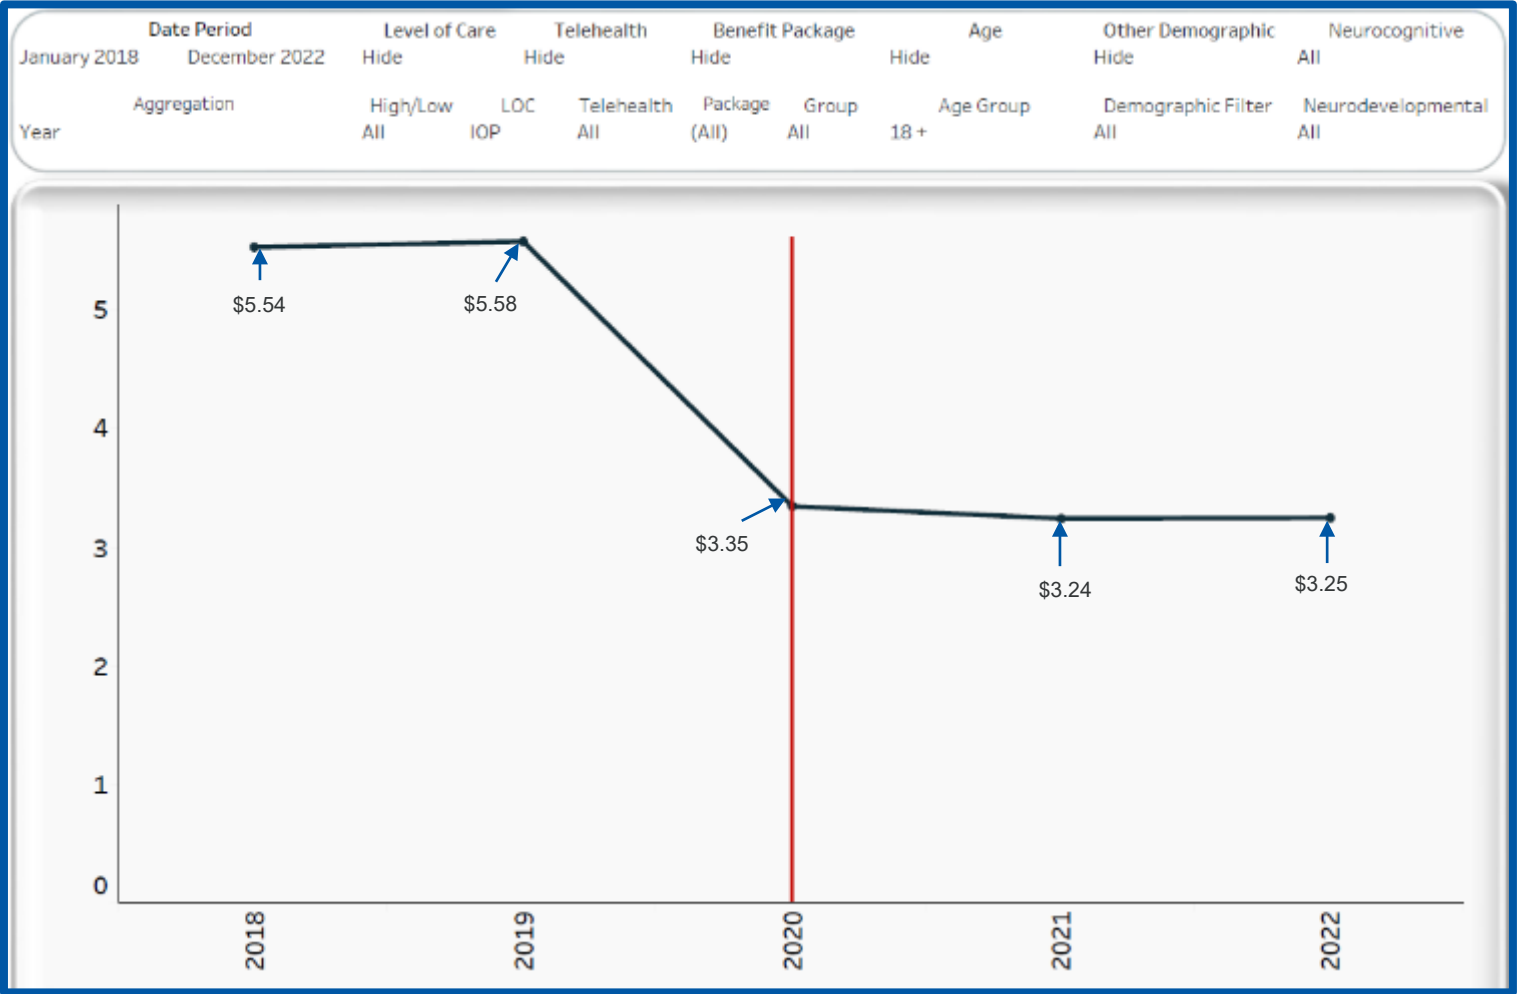 Date Period Level of Care Telehealth Benefit Package Age Other Demographic Neurocognitive
January 2018 December 2022 Hide Hide Hide Hide Hide All
Aggregation High/Low LOC Telehealth Package Group Age Group Demographic Filter Neurodevelopmental
Year All IOP All (All) All 18 + All All
$5.54 $5.58
5
4
$3.35
3
$3.24 $3.25
2
1
0
2018 2019 2020 2021 2022